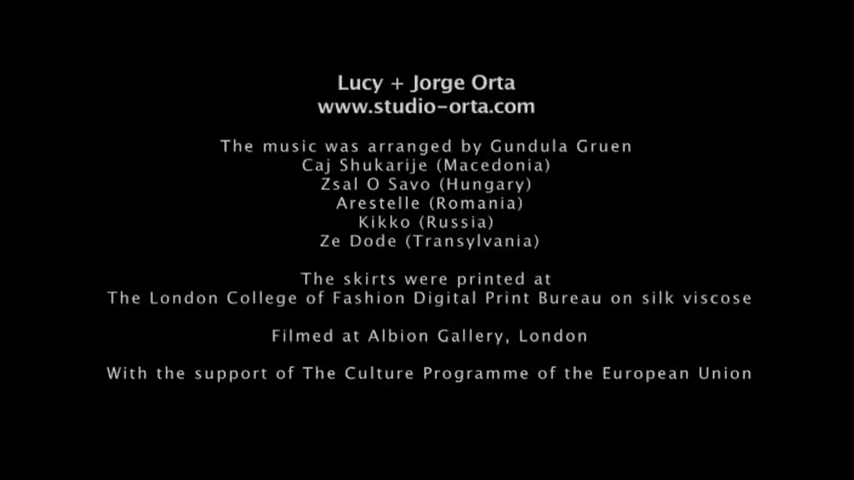 Lucy + Jorge Orta
www.studio-orta.com
The music was arranged by Gundula Gruen
Caj Shukarije (Macedonia)
Zsal O Savo (Hungary)
Arestelle (Romania)
Kikko (Russia)
Ze Dode (Transylvania)
The skirts were printed at
The London College of Fashion Digital Print Bureau on silk viscose
Filmed at Albion Gallery, London
With the support of The Culture Programme of the European Union